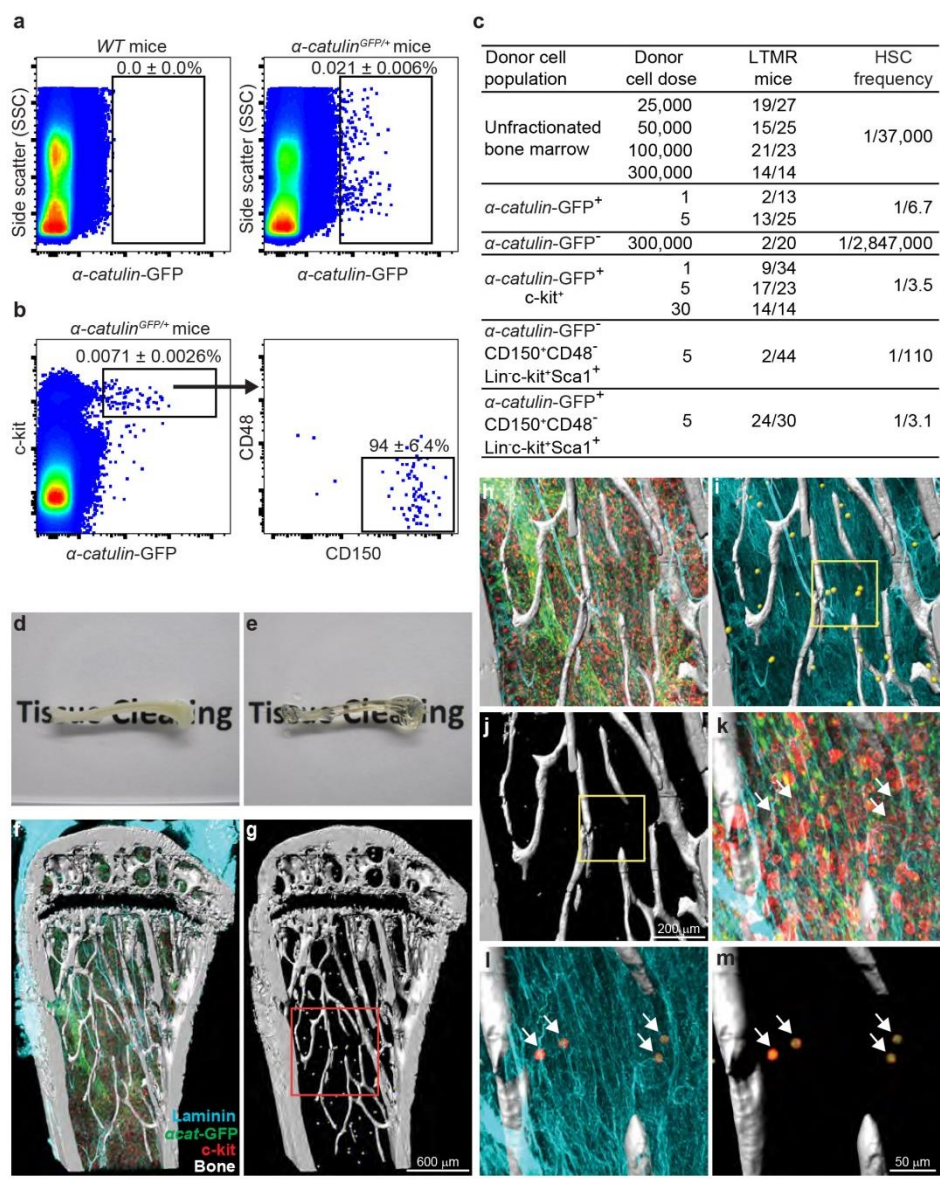 a
WT mice
0.0 ± 0.0%
Side scatter (SSC)
α-catulin-GFP
α-catulinGFP/+ mice
0.021 ± 0.006%
Side scatter (SSC)
α-catulin-GFP
b
α-catulinGFP/+ mice
0.0071 ± 0.0026%
c-kit
α-catulin-GFP
CD48
94 ± 6.4%
CD150
c
Donor cell population Donor cell dose LTMR mice HSC frequency
Unfractionated bone marrow
25,000 19/27
50,000 15/25
100,000 21/23
300,000 14/14
1/37,000
α-catulin-GFP+
1 2/13
5 13/25
1/6.7
α-catulin-GFP- 300,000 2/20 1/2,847,000
α-catulin-GFP+
c-kit+
1 9/34
5 17/23
30 14/14
1/3.5
α-catulin-GFP-
CD150+CD48-
Lin-c-kit+Sca1+
5 2/44 1/110
α-catulin-GFP+
CD150+CD48-
Lin-c-kit+Sca1+
5 24/30 1/3.1
d
Tissue Clearing
e
Tissue Clearing
f
Laminin
αcat-GFP
c-kit
Bone
g
600 μm
h
i
j
200 μm
k
l
m
50 μm